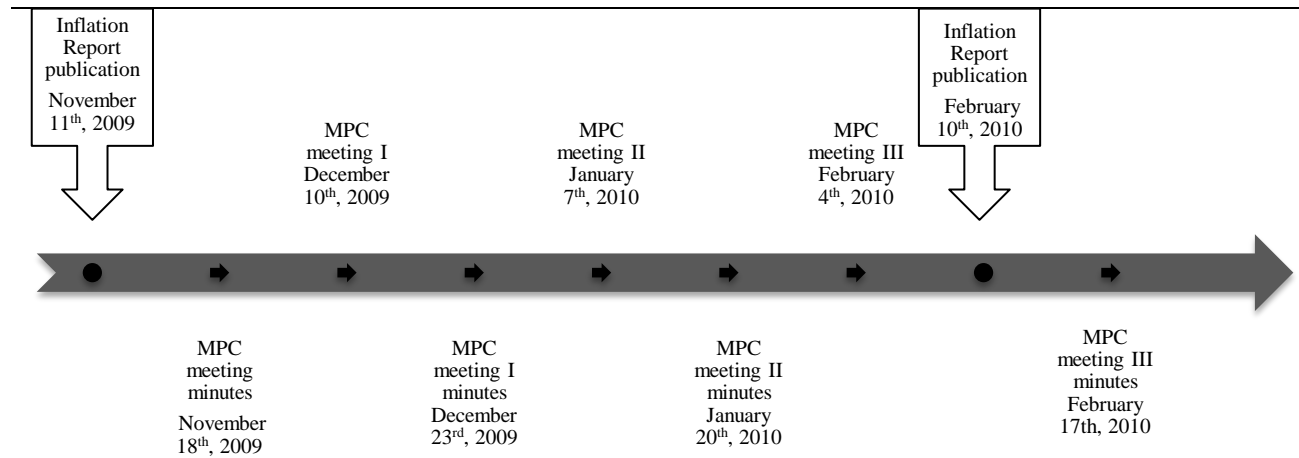 Inflation
Report
publication
November
11th, 2009
MPC
meeting I
December
10th, 2009
MPC
meeting II
January
7th, 2010
MPC
meeting III
February
4th, 2010
Inflation
Report
publication
February
10th, 2010
MPC
meeting
minutes
November
18th, 2009
MPC
meeting I
minutes
December
23rd, 2009
MPC
meeting II
minutes
January
20th, 2010
MPC
meeting III
minutes
February
17th, 2010